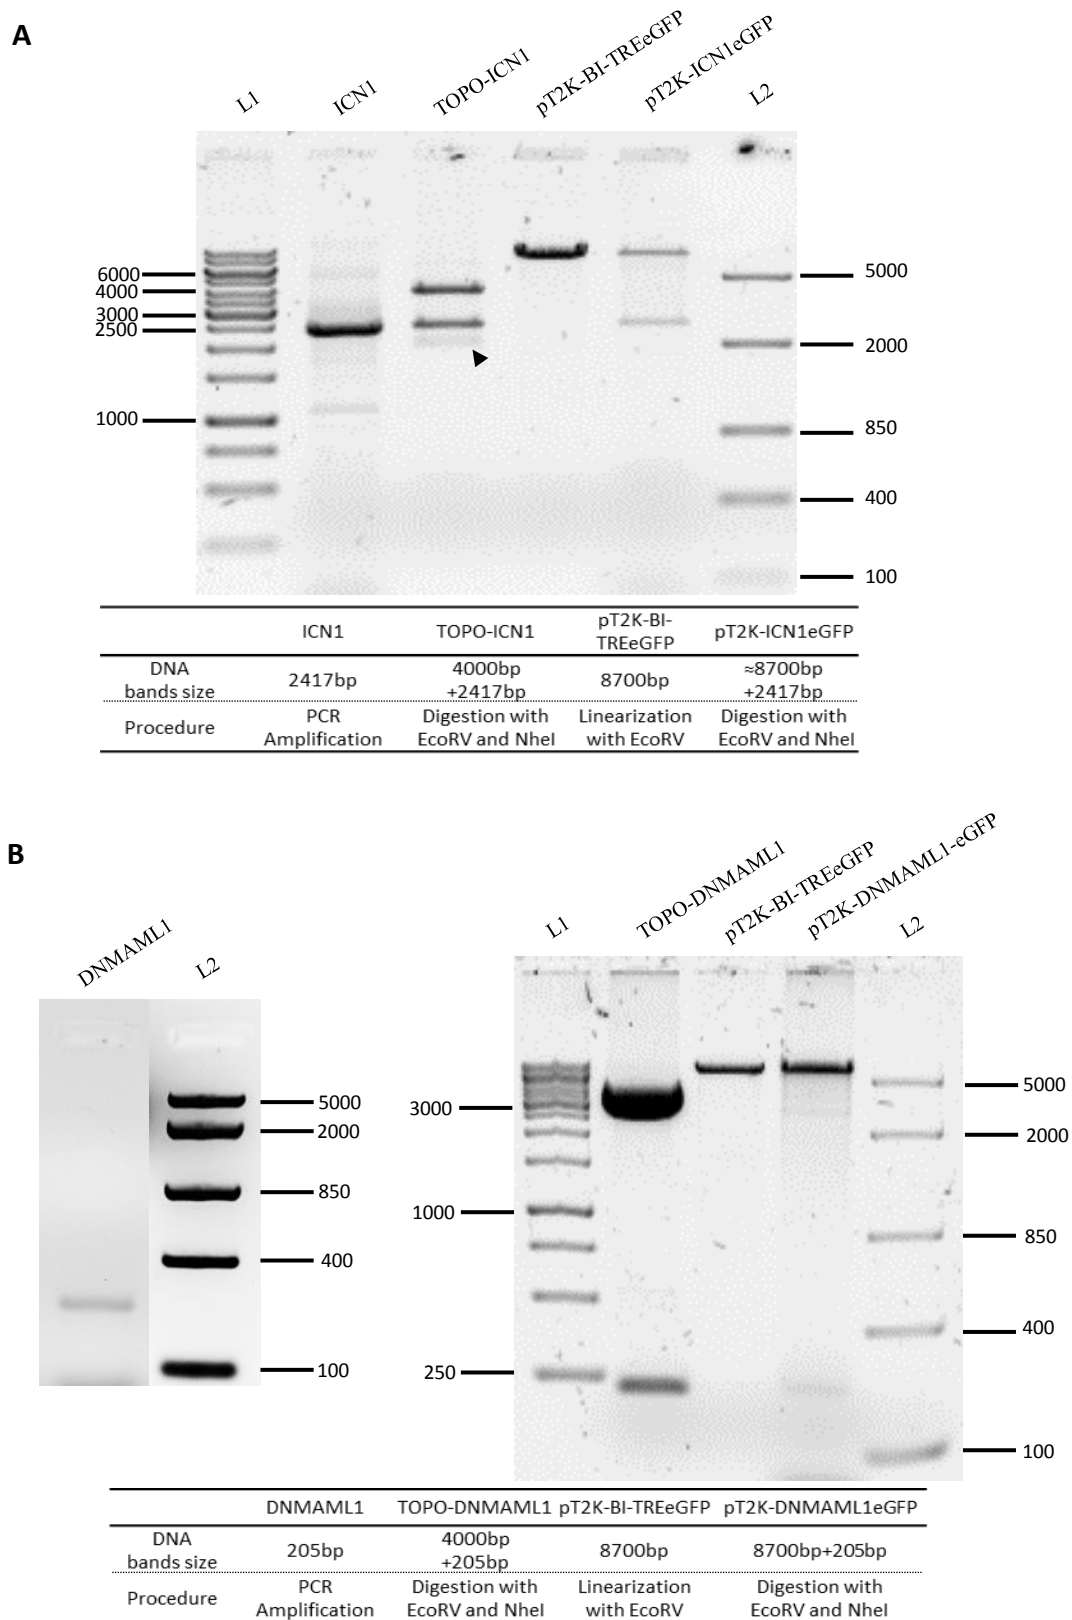 A
L1 ICN1 TOPO-ICN1 pT2K-BI-TREeGFP pT2K-ICN1eGFP L2
6000
4000
3000
2500
1000
5000
2000
850
400
100
ICN1 TOPO-ICN1 pT2K-BI-TREeGFP pT2K-ICN1eGFP
DNA bands size 2417bp 4000bp +2417bp 8700bp ≈8700bp +2417bp
Procedure PCR Amplification Digestion with EcoRV and NheI Linearization with EcoRV Digestion with EcoRV and NheI
B
DNMAML1 L2
5000
2000
850
400
100
L1 TOPO-DNMAML1 pT2K-BI-TREeGFP pT2K-DNMAML1-eGFP L2
3000
1000
250
5000
2000
850
400
100
DNMAML1 TOPO-DNMAML1 pT2K-BI-TREeGFP pT2K-DNMAML1eGFP
DNA bands size 205bp 4000bp +205bp 8700bp 8700bp+205bp
Procedure PCR Amplification Digestion with EcoRV and NheI Linearization with EcoRV Digestion with EcoRV and NheI